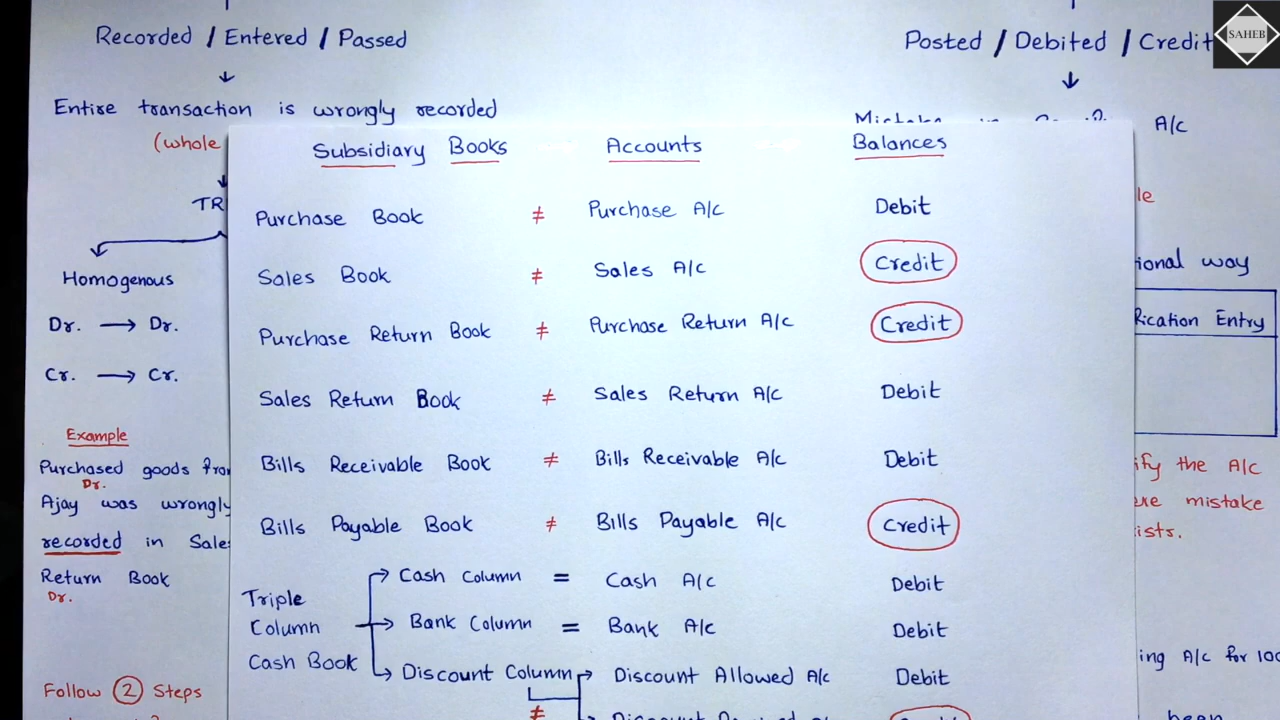 SAHEB
Recorded / Entered / Passed
Posted / Debited / Credit
Entire transaction is wrongly recorded
A/c
(whole
le
TR
ional way
Homogenous
Dr. → Dr.
rication Entry
Cr. → Cr.
Example
Purchased goods from
Dr.
Ajay was wrongly
recorded in Sales
Return Book
Dr.
ify the A/c
ere mistake
ists.
Follow 2 Steps
ing A/c for 100
been
Subsidiary Books Accounts Balances
Purchase Book ≠ Purchase A/c Debit
Sales Book ≠ Sales A/c Credit
Purchase Return Book ≠ Purchase Return A/c Credit
Sales Return Book ≠ Sales Return A/c Debit
Bills Receivable Book ≠ Bills Receivable A/c Debit
Bills Payable Book ≠ Bills Payable A/c Credit
Triple
Column
Cash Book
Cash Column = Cash A/c Debit
Bank Column = Bank A/c Debit
Discount Column Discount Allowed A/c Debit
≠